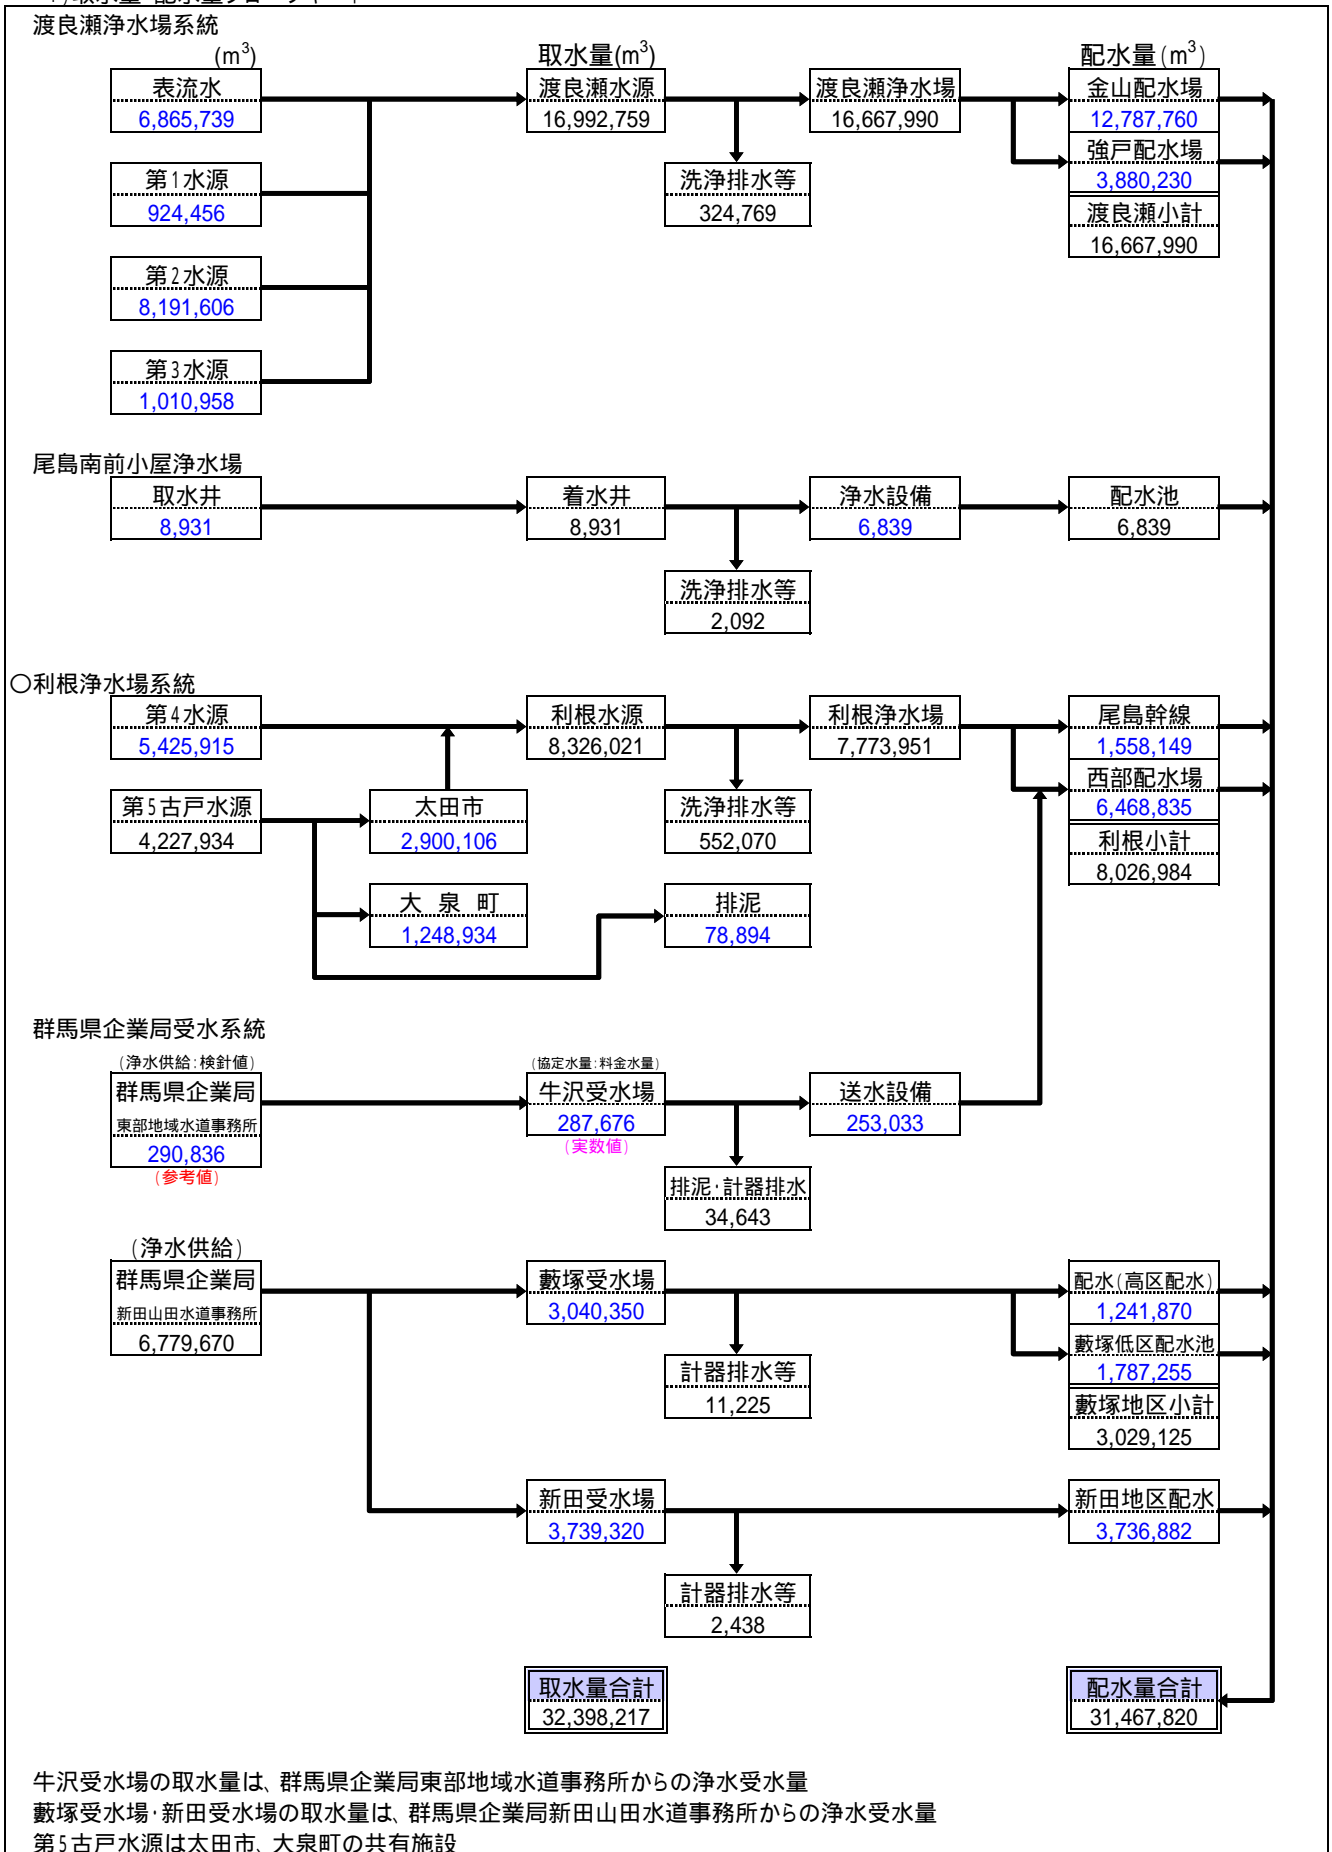 渡良瀬浄水場系統
(m³) 取水量(m³) 配水量(m³)
表流水 渡良瀬水源 渡良瀬浄水場 金山配水場
6,865,739 16,992,759 16,667,990 12,787,760
第1水源 洗浄排水等 強戸配水場
924,456 324,769 3,880,230
渡良瀬小計
16,667,990
第2水源
8,191,606
第3水源
1,010,958
尾島南前小屋浄水場
取水井 着水井 浄水設備 配水池
8,931 8,931 6,839 6,839
洗浄排水等
2,092
○利根浄水場系統
第4水源 利根水源 利根浄水場 尾島幹線
5,425,915 8,326,021 7,773,951 1,558,149
第5古戸水源 太田市 洗浄排水等 西部配水場
4,227,934 2,900,106 552,070 6,468,835
利根小計
8,026,984
大 泉 町 排泥
1,248,934 78,894
群馬県企業局受水系統
(浄水供給:検針値) (協定水量:料金水量)
群馬県企業局 牛沢受水場 送水設備
東部地域水道事務所 287,676 253,033
290,836 (実数値)
(参考値)
排泥・計器排水
34,643
(浄水供給)
群馬県企業局 藪塚受水場 配水(高区配水)
新田山田水道事務所 3,040,350 1,241,870
6,779,670
計器排水等 藪塚低区配水池
11,225 1,787,255
藪塚地区小計
3,029,125
新田受水場 新田地区配水
3,739,320 3,736,882
計器排水等
2,438
取水量合計 配水量合計
32,398,217 31,467,820
牛沢受水場の取水量は、群馬県企業局東部地域水道事務所からの浄水受水量
藪塚受水場・新田受水場の取水量は、群馬県企業局新田山田水道事務所からの浄水受水量
第5古戸水源は太田市、大泉町の共有施設